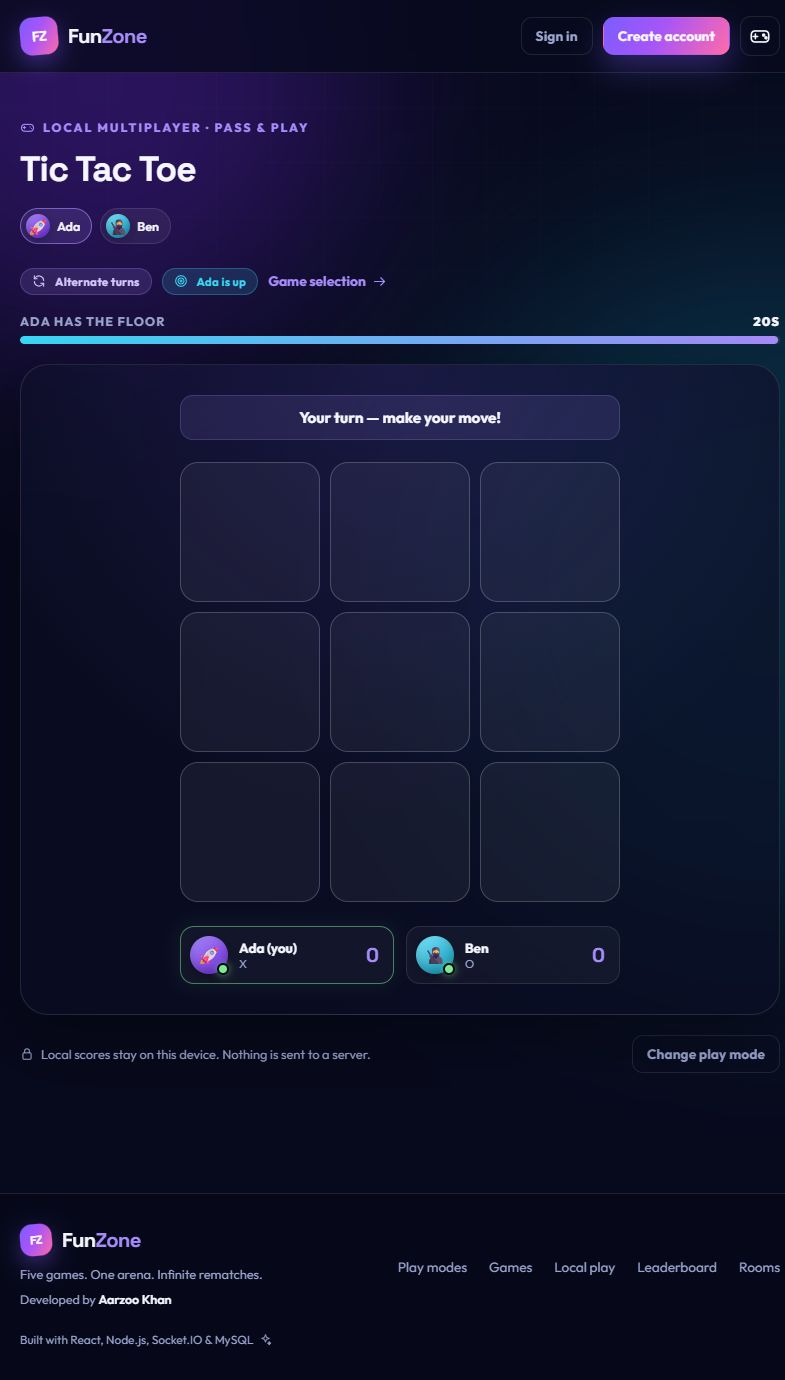 FZ FunZone Sign in Create account
LOCAL MULTIPLAYER · PASS & PLAY
Tic Tac Toe
Ada Ben
Alternate turns Ada is up Game selection →
ADA HAS THE FLOOR 20S
Your turn — make your move!
Ada (you) 0 Ben 0
X O
Local scores stay on this device. Nothing is sent to a server. Change play mode
FZ FunZone
Five games. One arena. Infinite rematches.
Play modes Games Local play Leaderboard Rooms
Developed by Aarzoo Khan
Built with React, Node.js, Socket.IO & MySQL